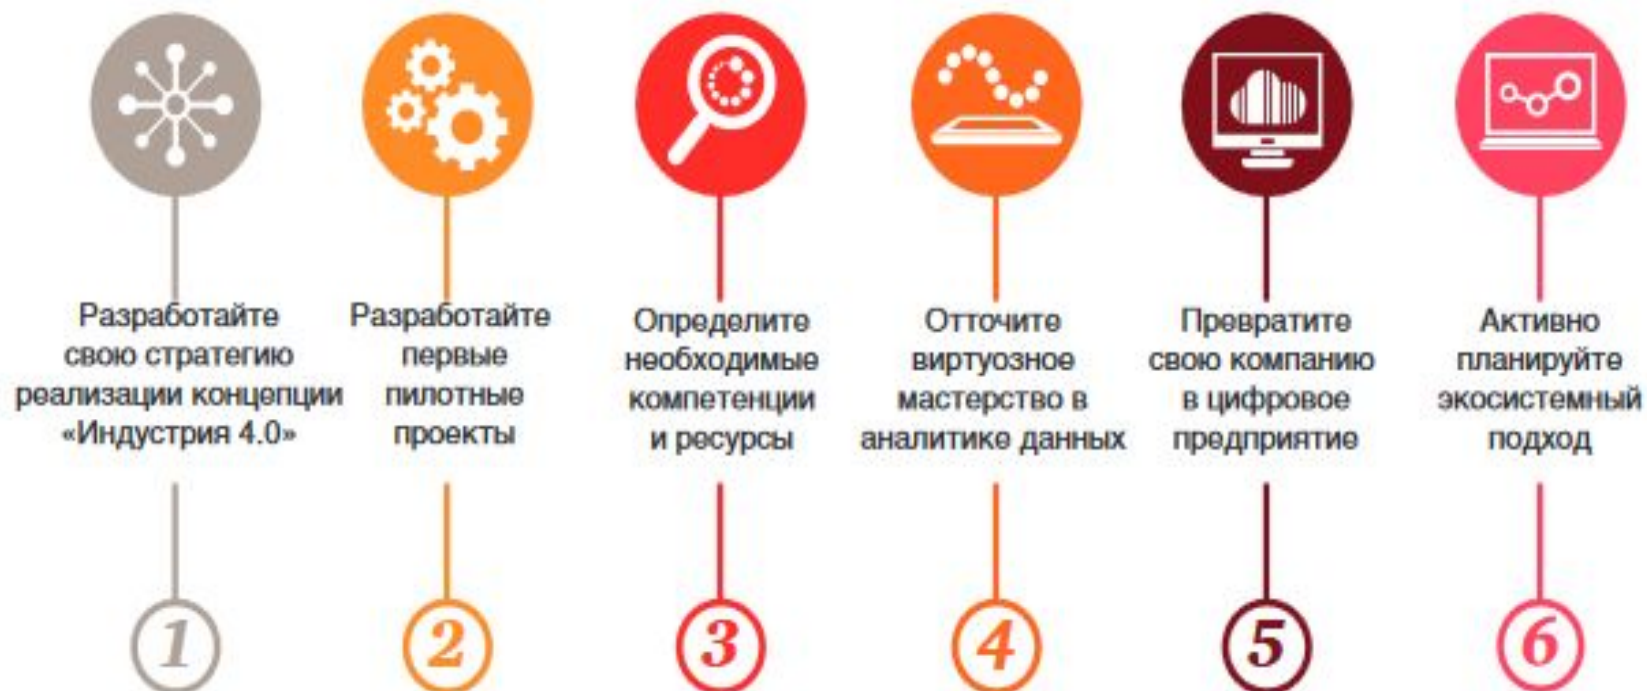 Разработайте
свою стратегию
реализации концепции
«Индустрия 4.0»
1
Разработайте
первые
пилотные
проекты
2
Определите
необходимые
компетенции
и ресурсы
3
Отточите
виртуозное
мастерство в
аналитике данных
4
Превратите
свою компанию
в цифровое
предприятие
5
Активно
планируйте
экосистемный
подход
6